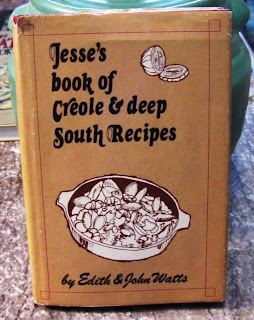 Jesse's
book of
Creole & deep
South Recipes
by Edith & John Watts